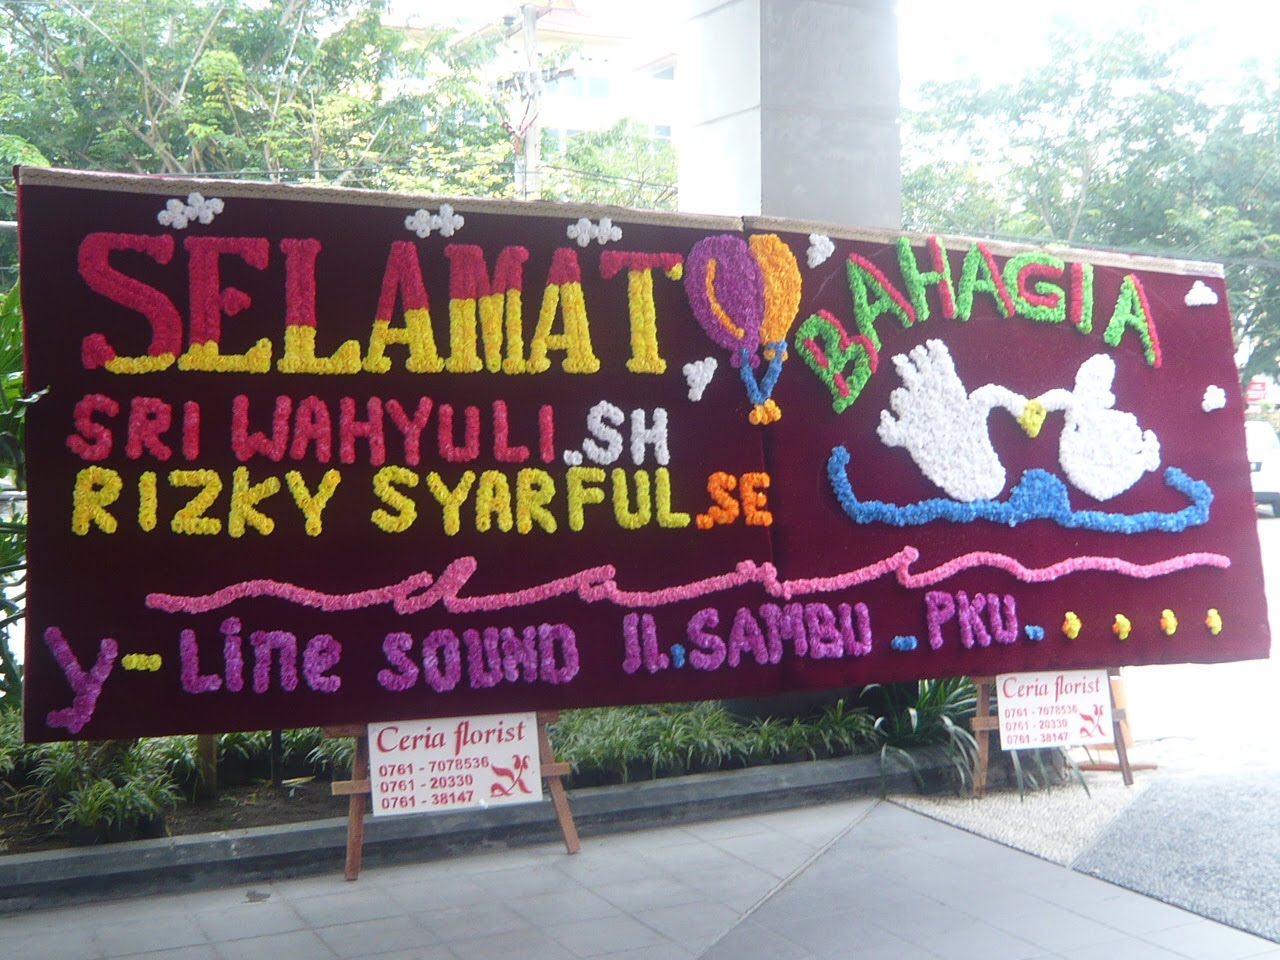 SELAMAT BAHAGIA
SRI WAHYULI.SH
RIZKY SYARFUL.SE
y-Line SOUND Jl.SAMBU - PKU-
Ceria florist
0761 - 7078536
0761 - 20330
0761 - 38147
Ceria florist
0761 - 7078536
0761 - 20330
0761 - 38147